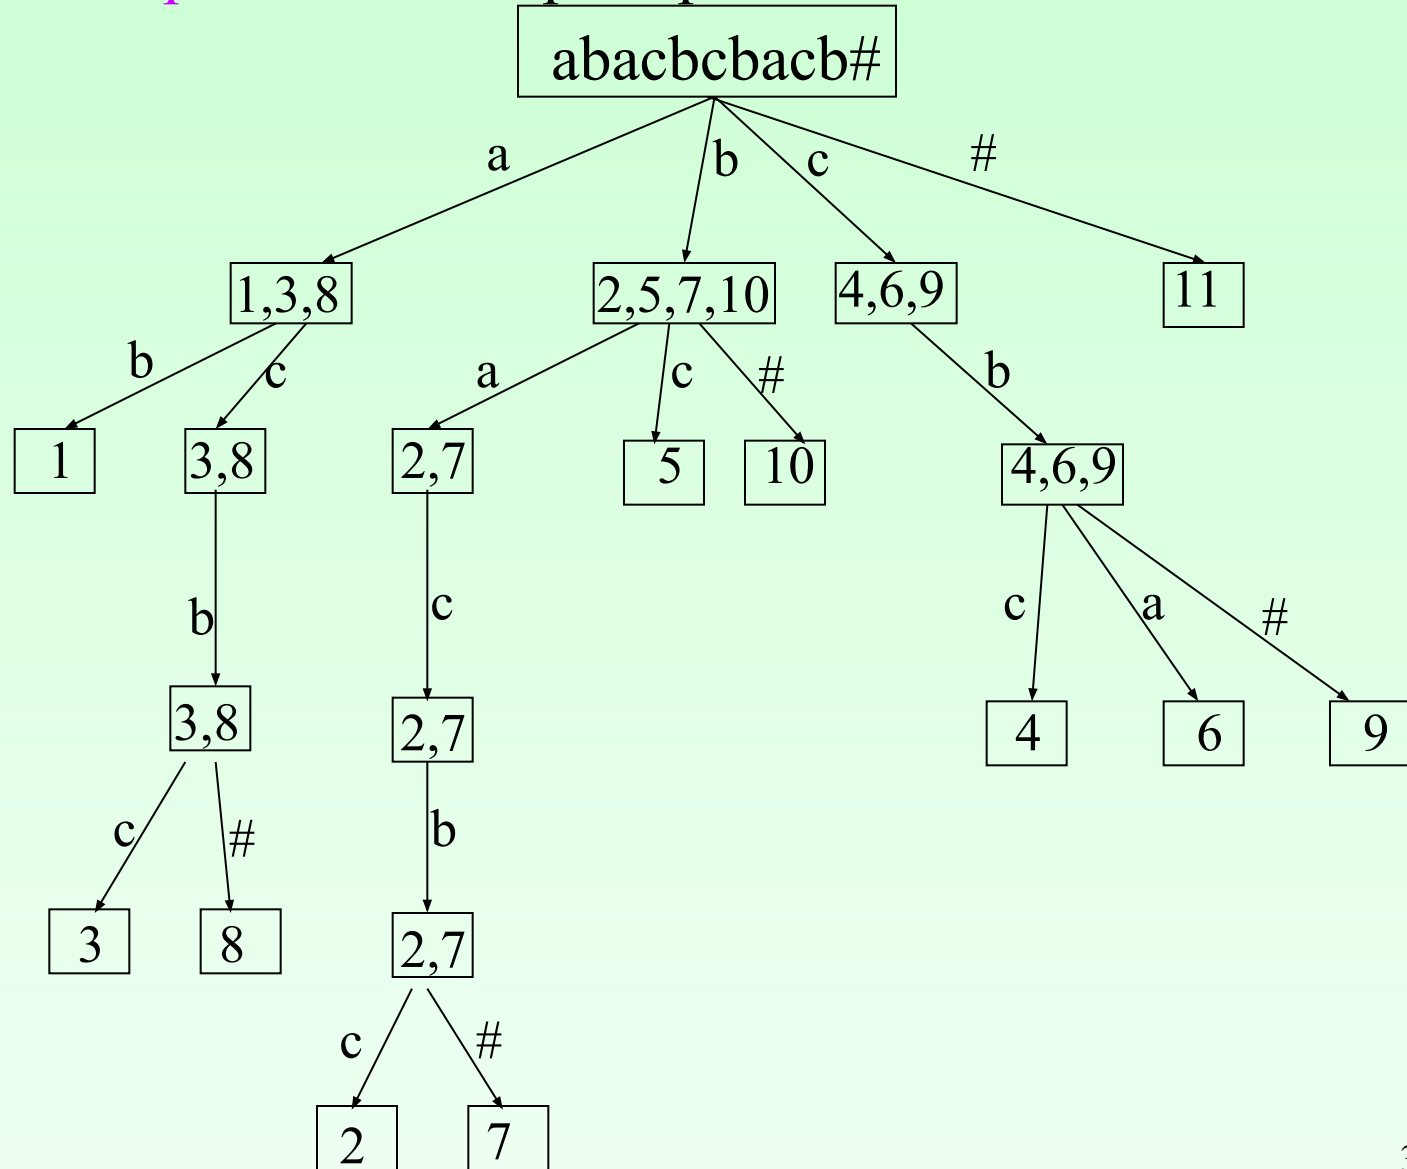 abacbcbacb#
a b c #
1,3,8 2,5,7,10 4,6,9 11
b c a c # b
1 3,8 2,7 5 10 4,6,9
b c c a #
3,8 2,7 4 6 9
c # b
3 8 2,7
c #
2 7